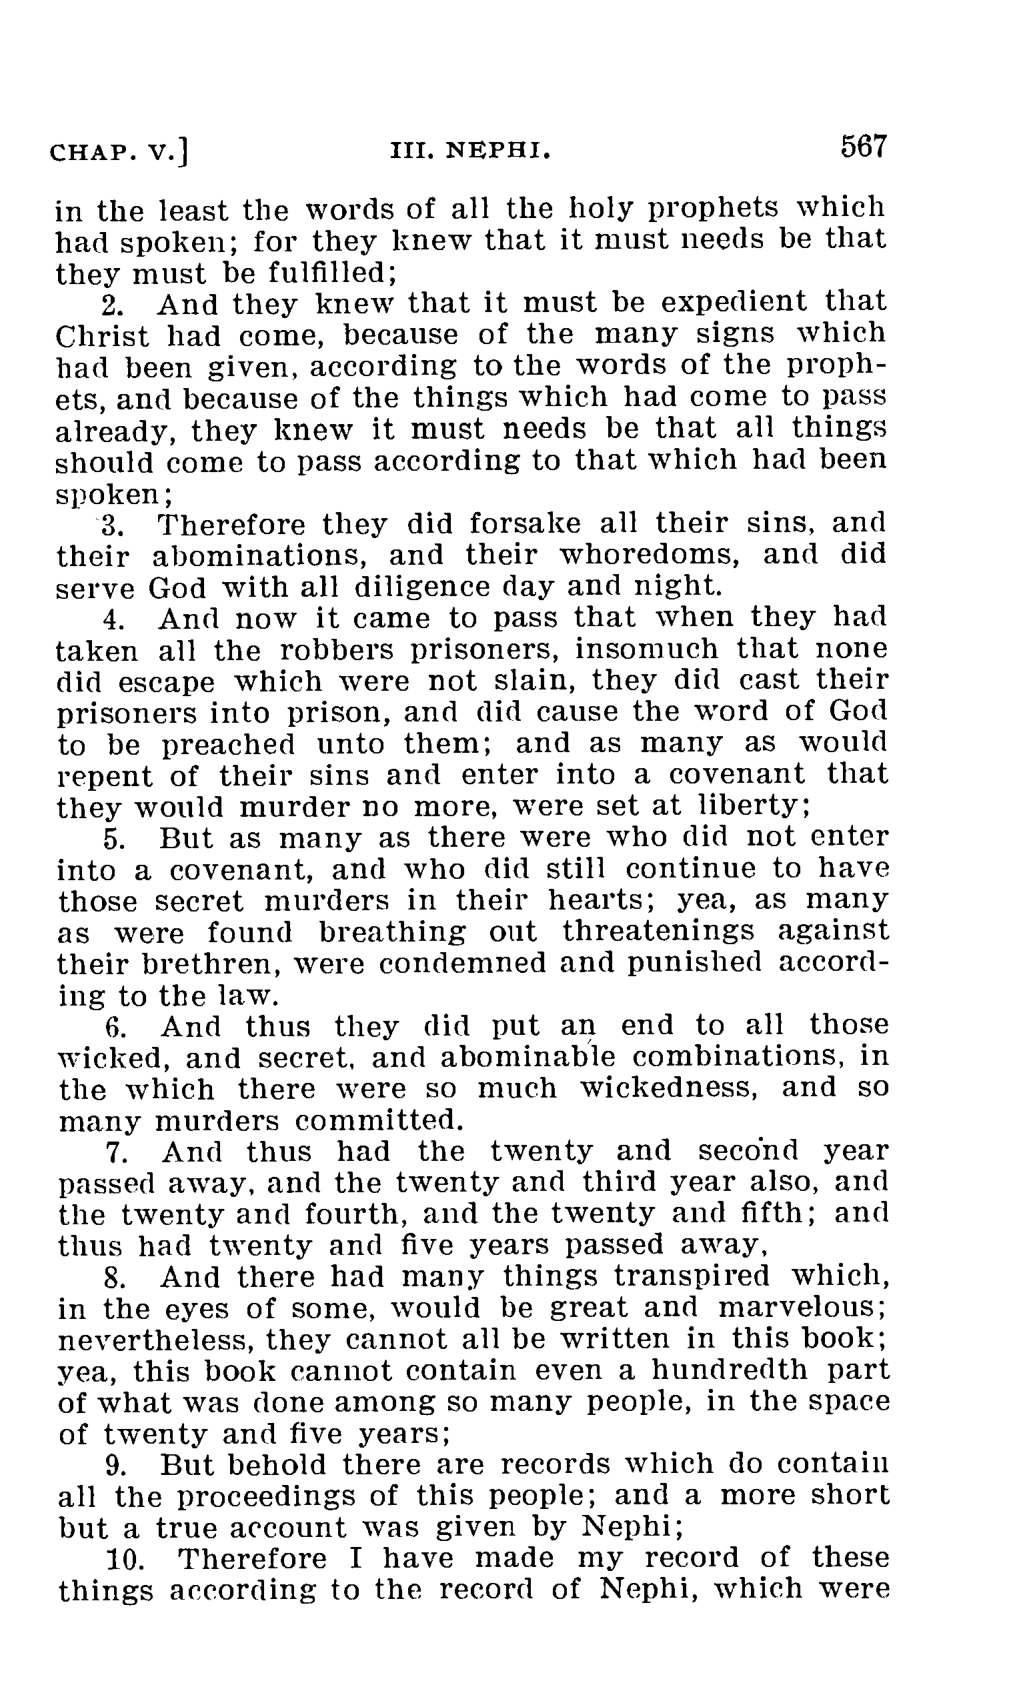 CHAP. V.] III. NEPHI. 567
in the least the words of all the holy prophets which
had spoken; for they knew that it must needs be that
they must be fulfilled;
2. And they knew that it must be expedient that
Christ had come, because of the many signs which
had been given, according to the words of the proph-
ets, and because of the things which had come to pass
already, they knew it must needs be that all things
should come to pass according to that which had been
spoken;
3. Therefore they did forsake all their sins, and
their abominations, and their whoredoms, and did
serve God with all diligence day and night.
4. And now it came to pass that when they had
taken all the robbers prisoners, insomuch that none
did escape which were not slain, they did cast their
prisoners into prison, and did cause the word of God
to be preached unto them; and as many as would
repent of their sins and enter into a covenant that
they would murder no more, were set at liberty;
5. But as many as there were who did not enter
into a covenant, and who did still continue to have
those secret murders in their hearts; yea, as many
as were found breathing out threatenings against
their brethren, were condemned and punished accord-
ing to the law.
6. And thus they did put an end to all those
wicked, and secret, and abominable combinations, in
the which there were so much wickedness, and so
many murders committed.
7. And thus had the twenty and second year
passed away, and the twenty and third year also, and
the twenty and fourth, and the twenty and fifth; and
thus had twenty and five years passed away,
8. And there had many things transpired which,
in the eyes of some, would be great and marvelous;
nevertheless, they cannot all be written in this book;
yea, this book cannot contain even a hundredth part
of what was done among so many people, in the space
of twenty and five years;
9. But behold there are records which do contain
all the proceedings of this people; and a more short
but a true account was given by Nephi;
10. Therefore I have made my record of these
things according to the record of Nephi, which were